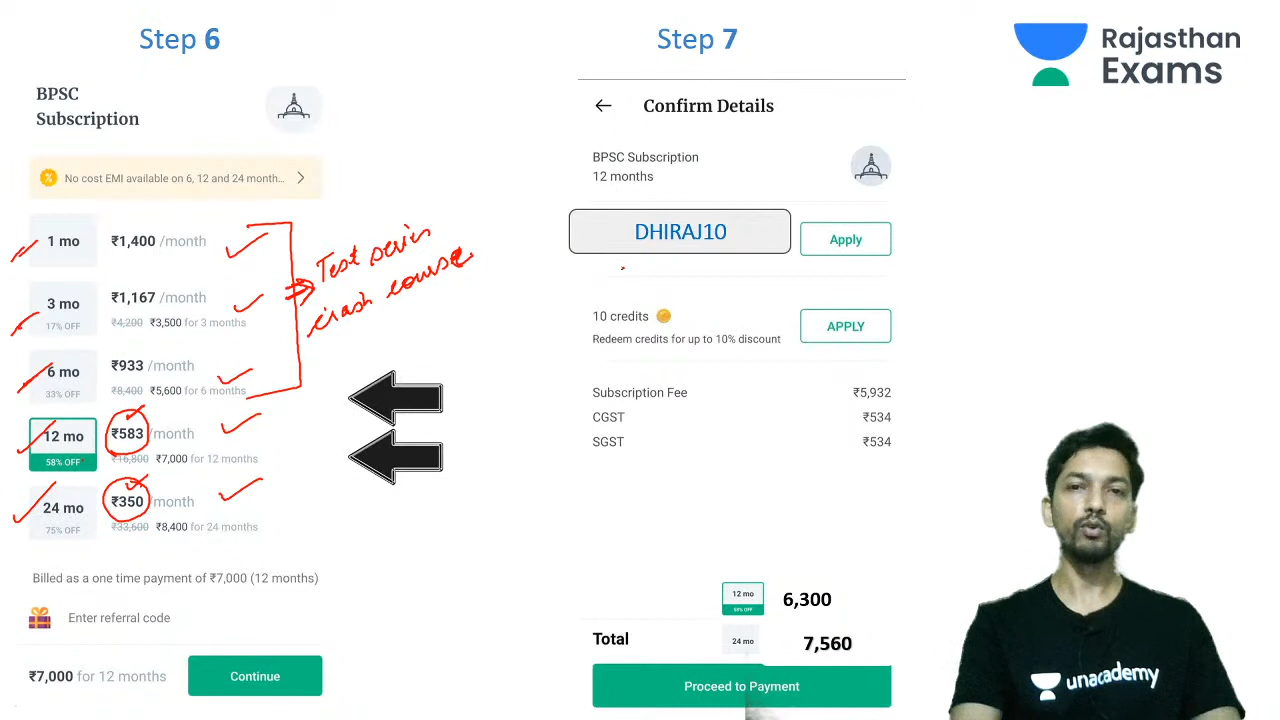 Step 6
BPSC
Subscription
No cost EMI available on 6, 12 and 24 month...
1 mo
₹1,400 /month
3 mo
17% OFF
₹1,167 /month
₹4,200 ₹3,500 for 3 months
6 mo
33% OFF
₹933 /month
₹8,400 ₹5,600 for 6 months
12 mo
58% OFF
₹583 /month
₹16,800 ₹7,000 for 12 months
24 mo
75% OFF
₹350 /month
₹33,600 ₹8,400 for 24 months
Test series
crash course
Billed as a one time payment of ₹7,000 (12 months)
Enter referral code
₹7,000 for 12 months
Continue
Step 7
Confirm Details
BPSC Subscription
12 months
DHIRAJ10
Apply
10 credits
Redeem credits for up to 10% discount
APPLY
Subscription Fee ₹5,932
CGST ₹534
SGST ₹534
12 mo
6,300
Total
24 mo
7,560
Proceed to Payment
Rajasthan
Exams
unacademy